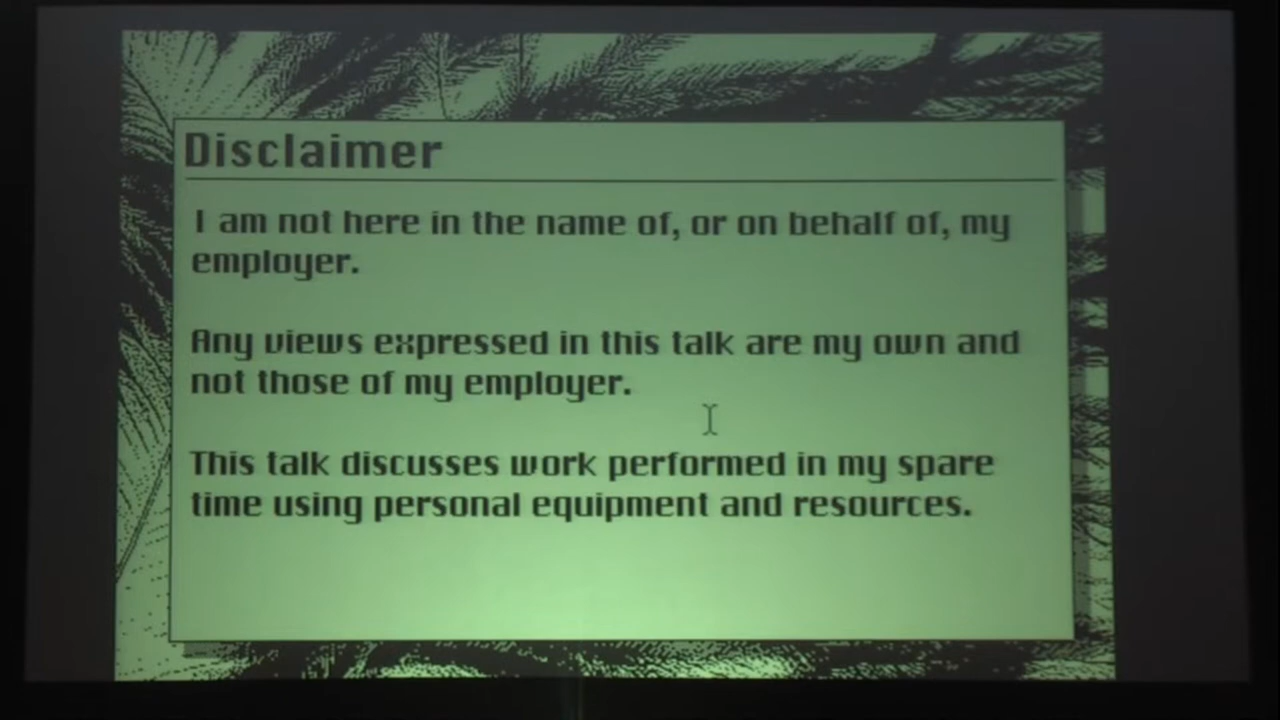 Disclaimer
I am not here in the name of, or on behalf of, my
employer.
Any views expressed in this talk are my own and
not those of my employer.
This talk discusses work performed in my spare
time using personal equipment and resources.